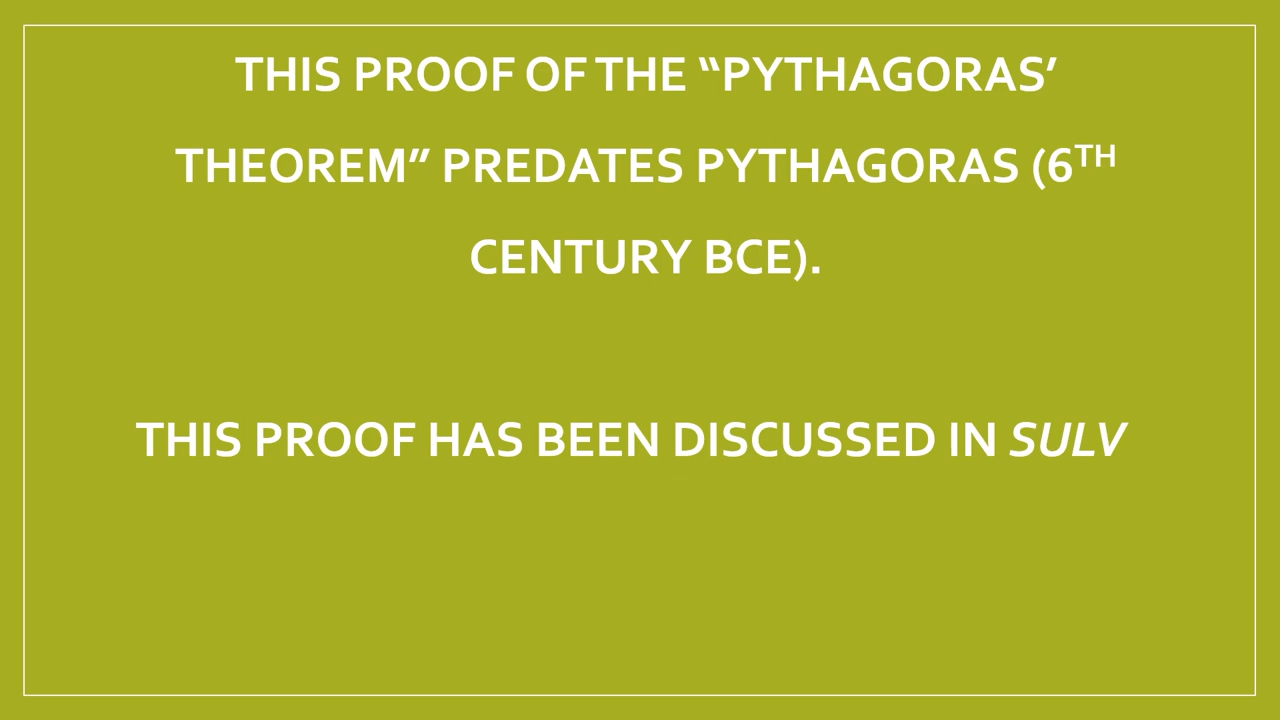 THIS PROOF OF THE “PYTHAGORAS’
THEOREM” PREDATES PYTHAGORAS (6TH
CENTURY BCE).
THIS PROOF HAS BEEN DISCUSSED IN SULV